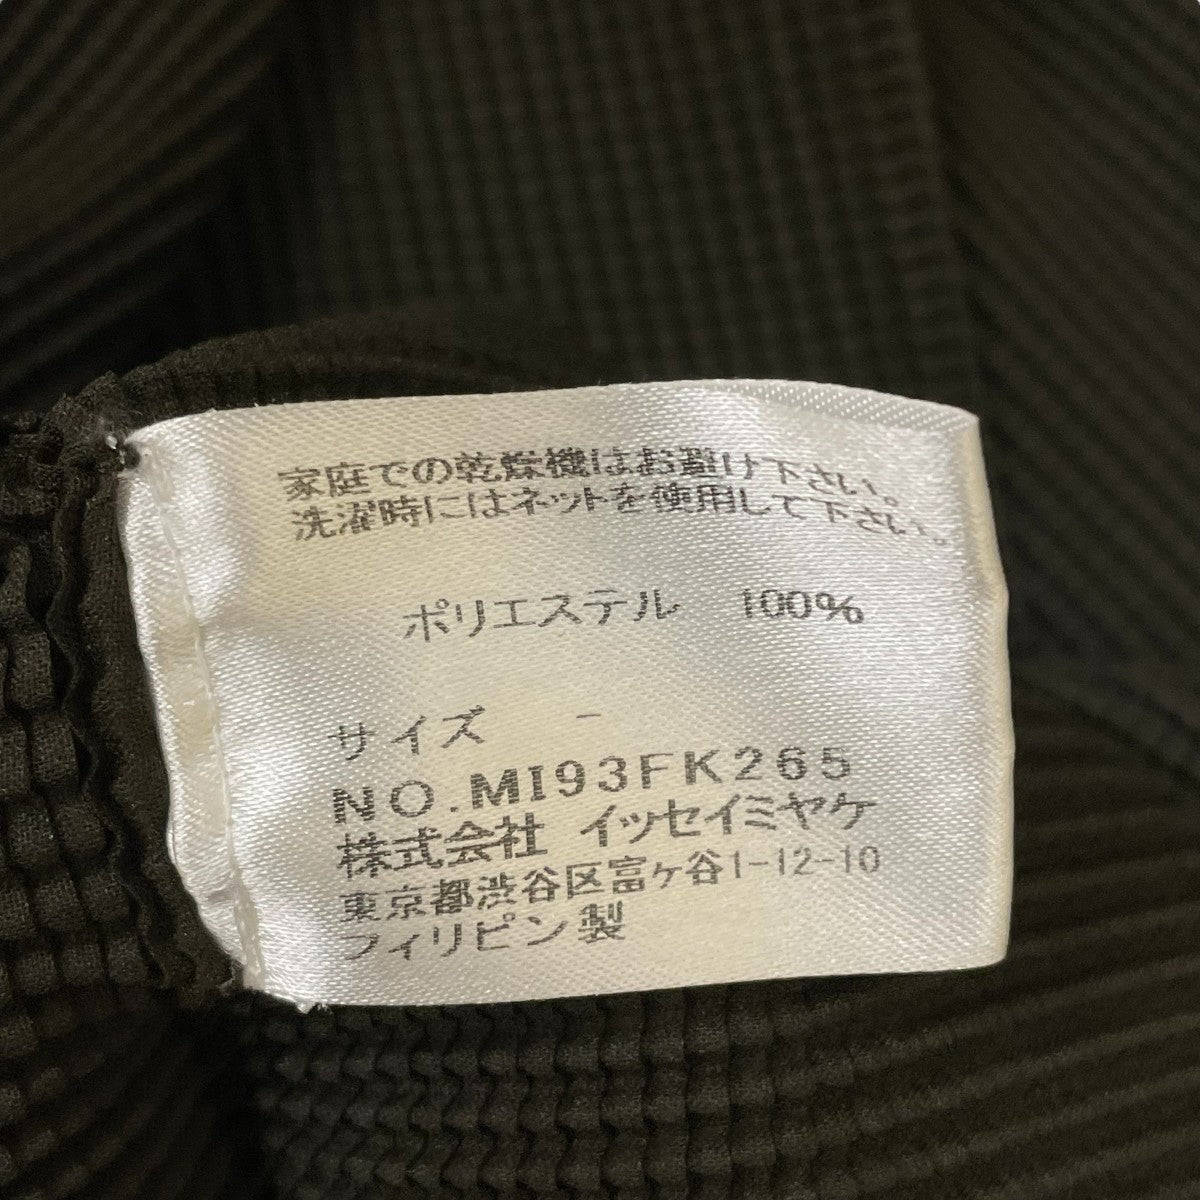 家庭での乾燥機はお避け下さい。
洗濯時にはネットを使用して下さい。
ポリエステル 100%
サイズ -
NO.MI93FK265
株式会社 イッセイミヤケ
東京都渋谷区富ヶ谷1-12-10
フィリピン製